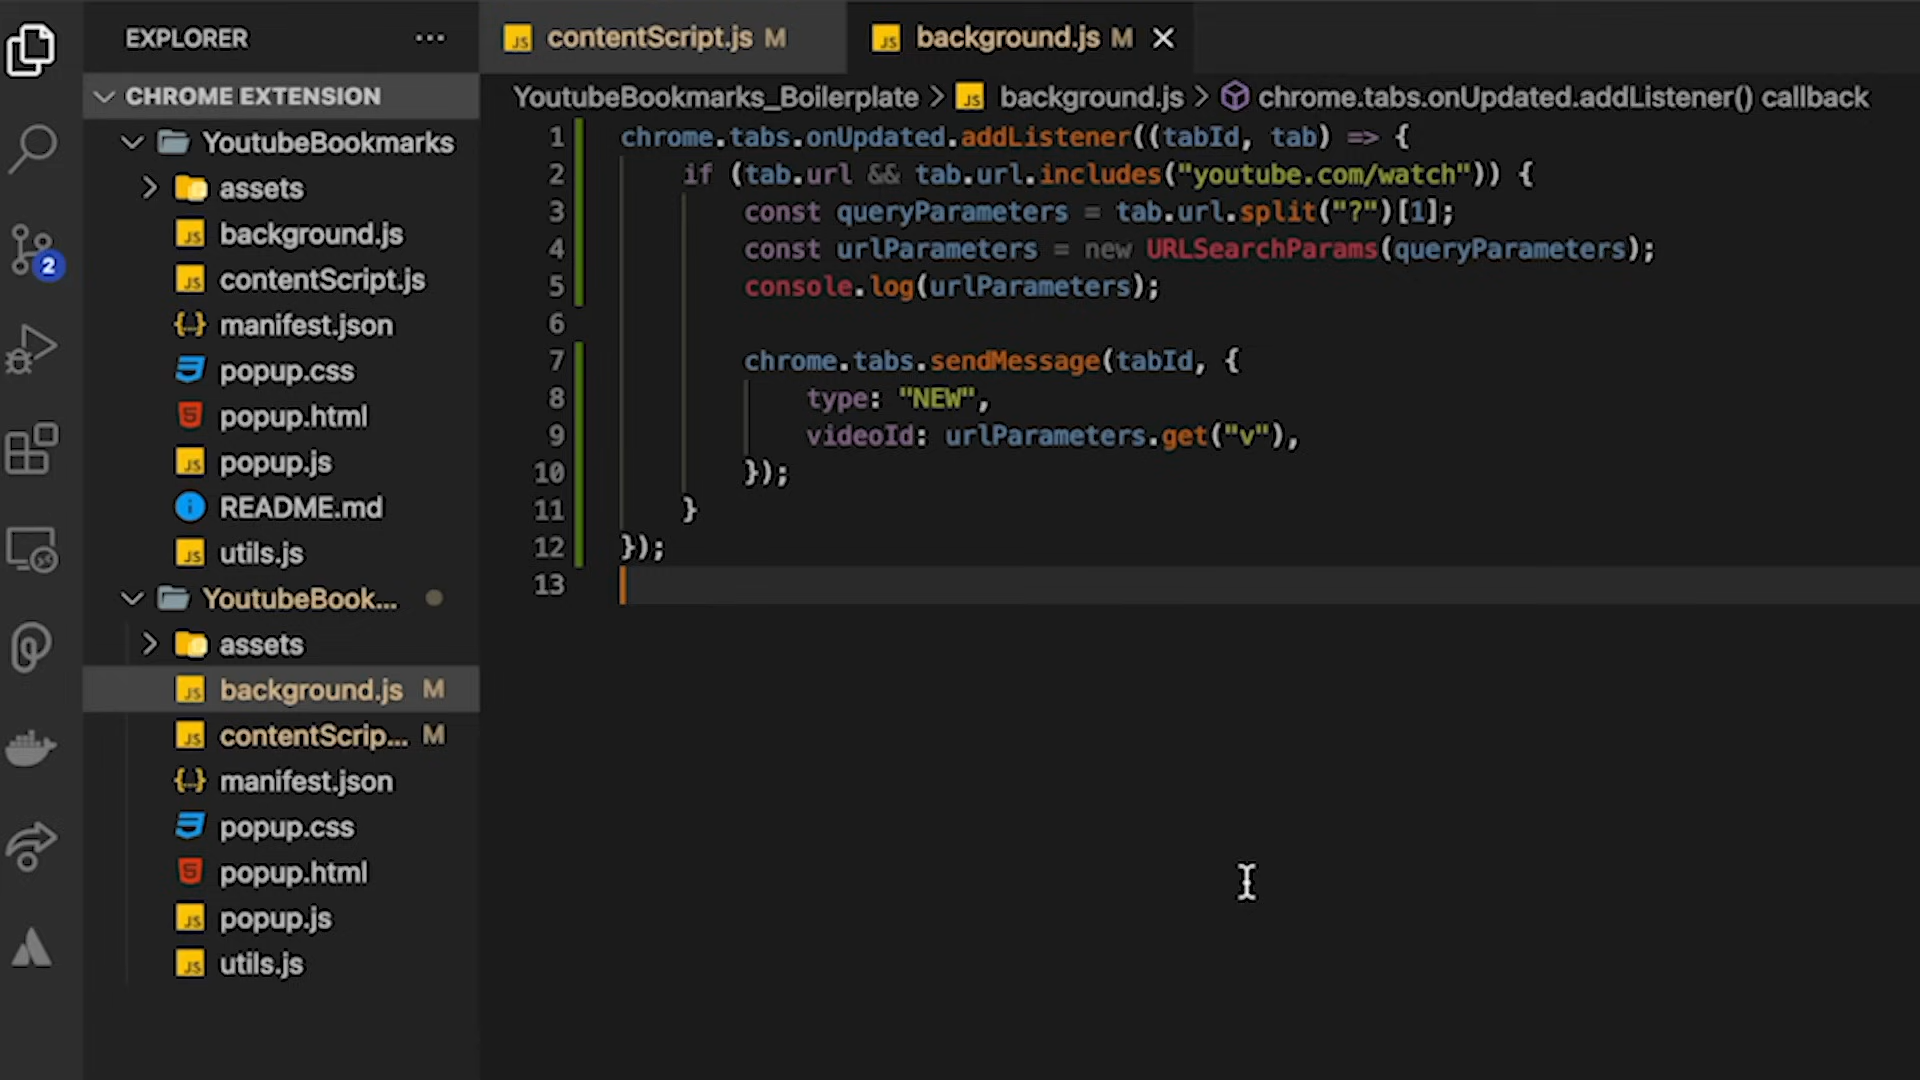 EXPLORER
CHROME EXTENSION
YoutubeBookmarks
assets
background.js
contentScript.js
manifest.json
popup.css
popup.html
popup.js
README.md
utils.js
YoutubeBook...
assets
background.js M
contentScrip... M
manifest.json
popup.css
popup.html
popup.js
utils.js
2
contentScript.js M
background.js M
YoutubeBookmarks_Boilerplate > JS background.js > chrome.tabs.onUpdated.addListener() callback
1 chrome.tabs.onUpdated.addListener((tabId, tab) => {
2 if (tab.url && tab.url.includes("youtube.com/watch")) {
3 const queryParameters = tab.url.split("?")[1];
4 const urlParameters = new URLSearchParams(queryParameters);
5 console.log(urlParameters);
6
7 chrome.tabs.sendMessage(tabId, {
8 type: "NEW",
9 videoId: urlParameters.get("v"),
10 });
11 }
12 });
13